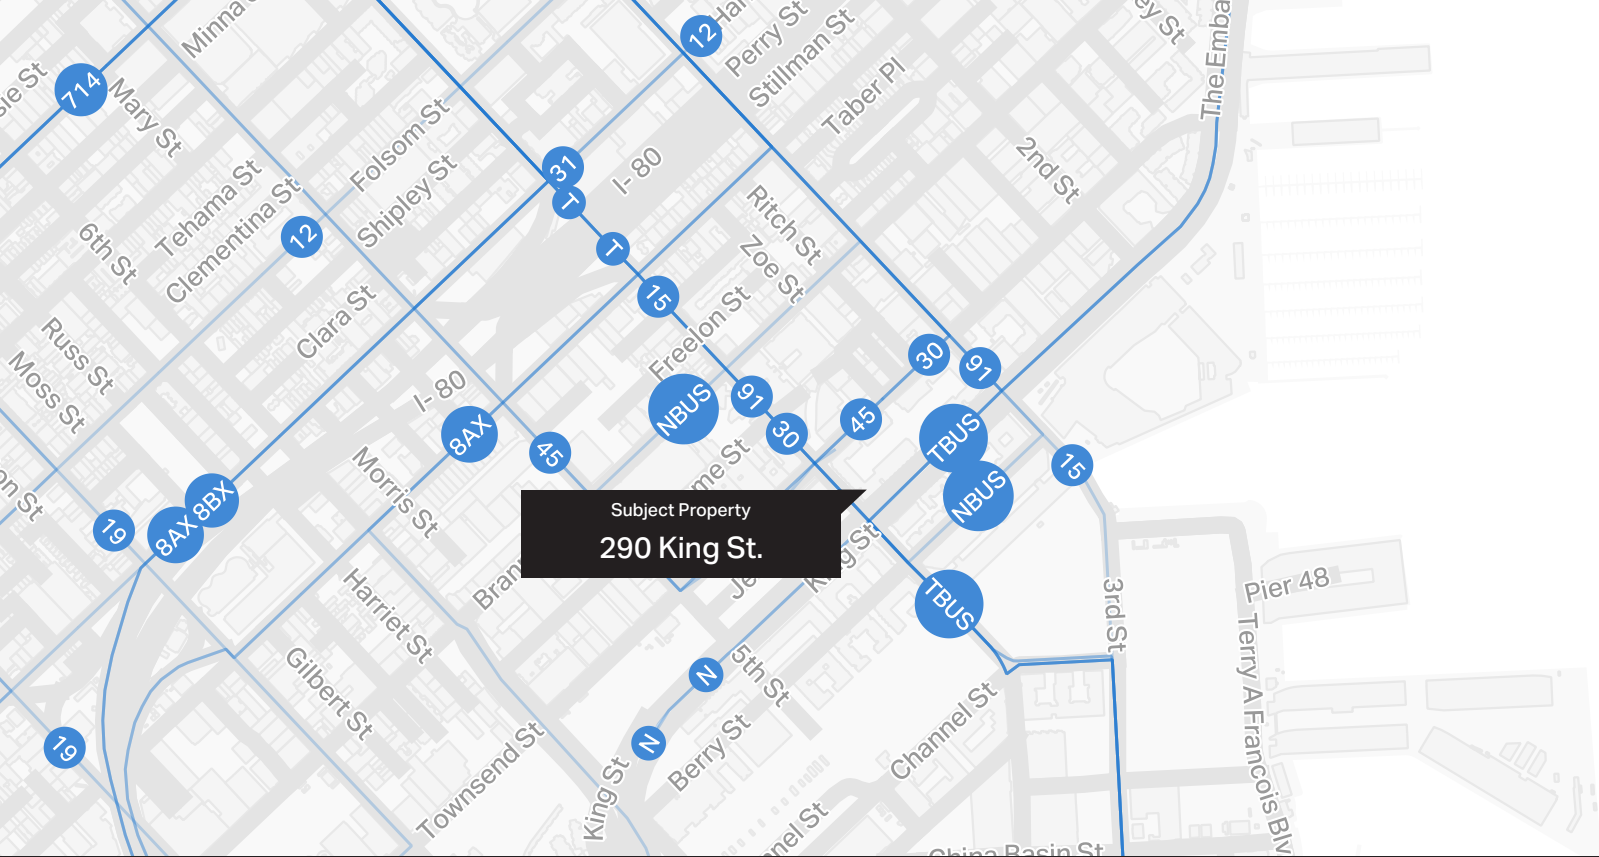 Minna
12
Perry St
Stillman St
Taber Pl
The Emba
714
Mary St
Folsom St
31
I- 80
T
2nd St
Tehama St
Clementina St
Shipley St
12
6th St
T
Ritch St
Zoe St
15
Freelon St
Clara St
Russ St
Moss St
I- 80
NBUS
91
30
30
91
45
8AX
45
TBUS
NBUS
15
Morris St
8BX
8AX
19
Subject Property
290 King St.
TBUS
Pier 48
3rd St
Harriet St
Terry A Francois Blv
Gilbert St
N
5th St
N
Berry St
Channel St
19
Townsend St
King St
China Basin St